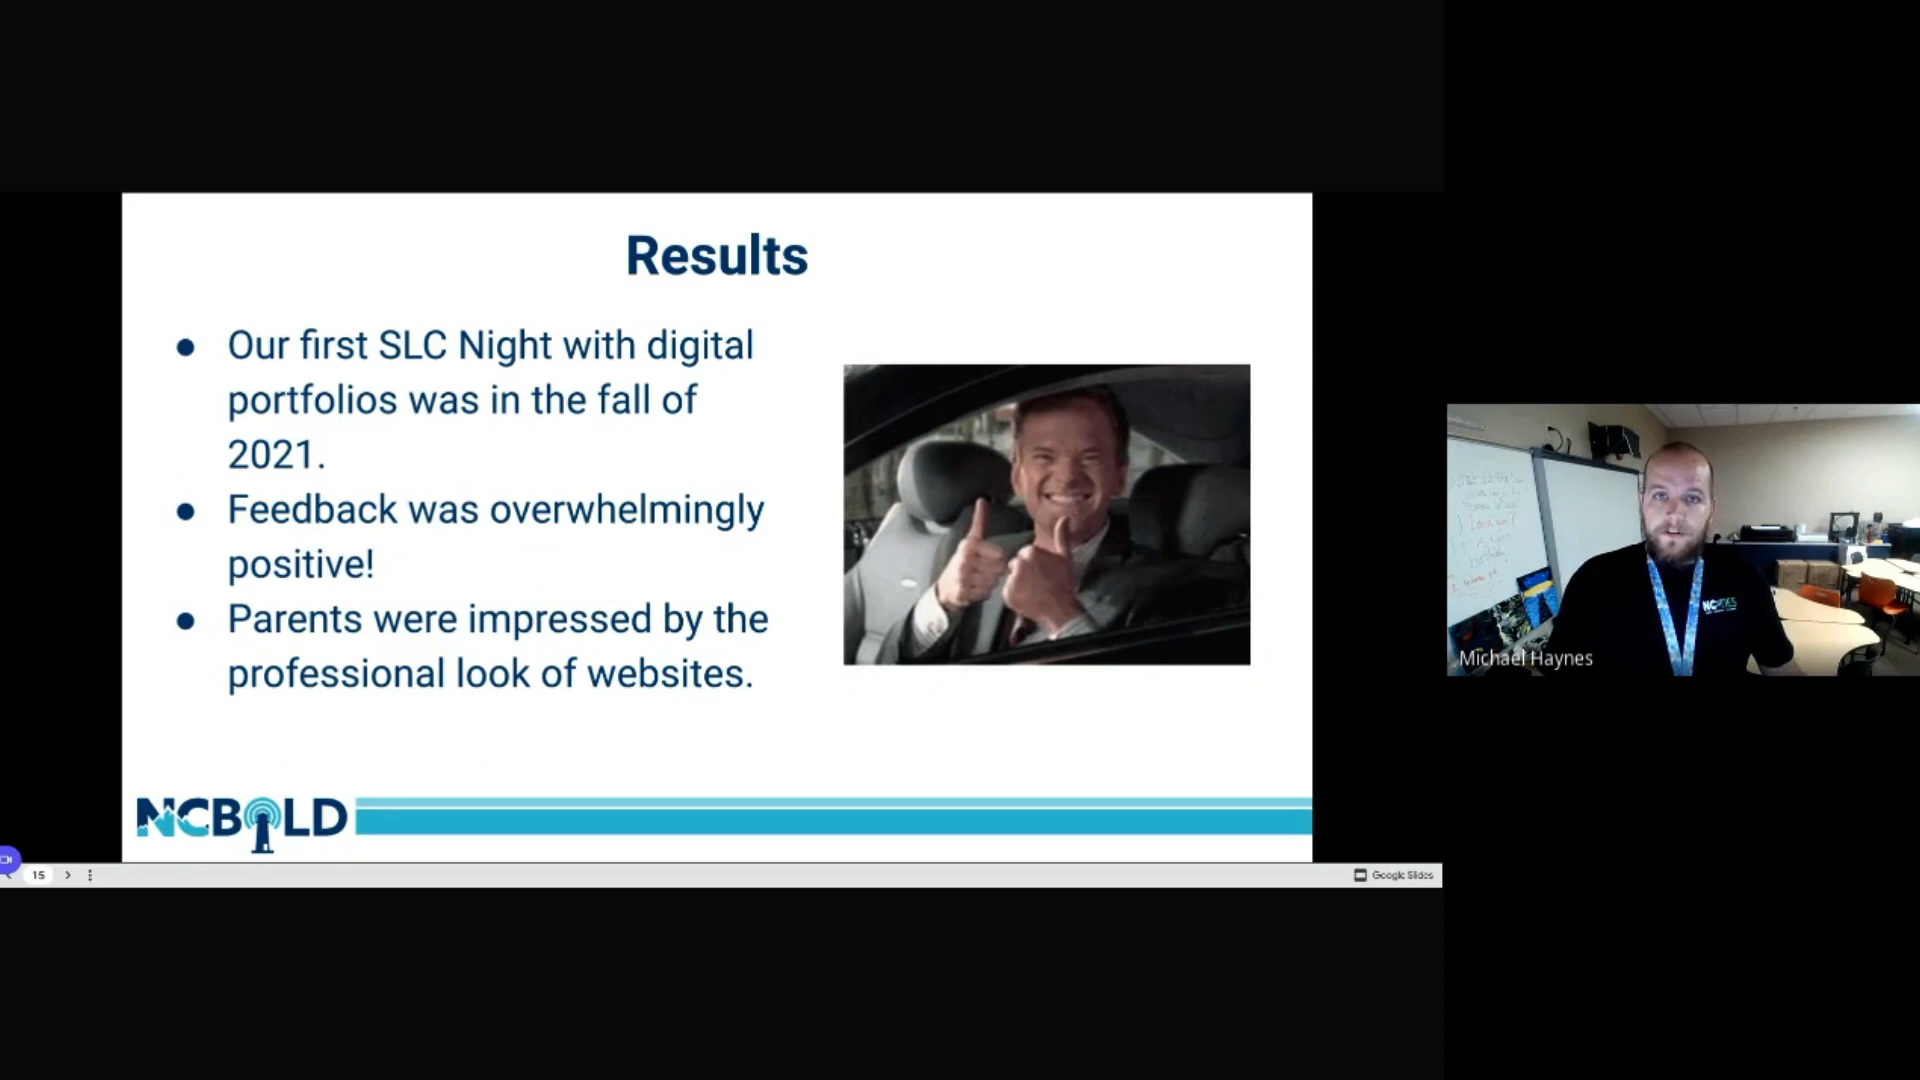 Results
● Our first SLC Night with digital
portfolios was in the fall of
2021.
● Feedback was overwhelmingly
positive!
● Parents were impressed by the
professional look of websites.
NCBOLD
15
Google Slides
Michael Haynes